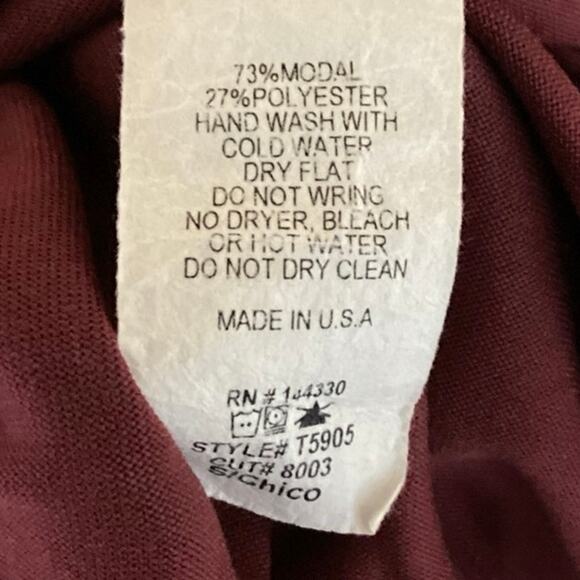 73%MODAL
27%POLYESTER
HAND WASH WITH
COLD WATER
DRY FLAT
DO NOT WRING
NO DRYER, BLEACH
OR HOT WATER
DO NOT DRY CLEAN
MADE IN U.S.A
RN # 144330
STYLE# T5905
CUT# 8003
S/Chico